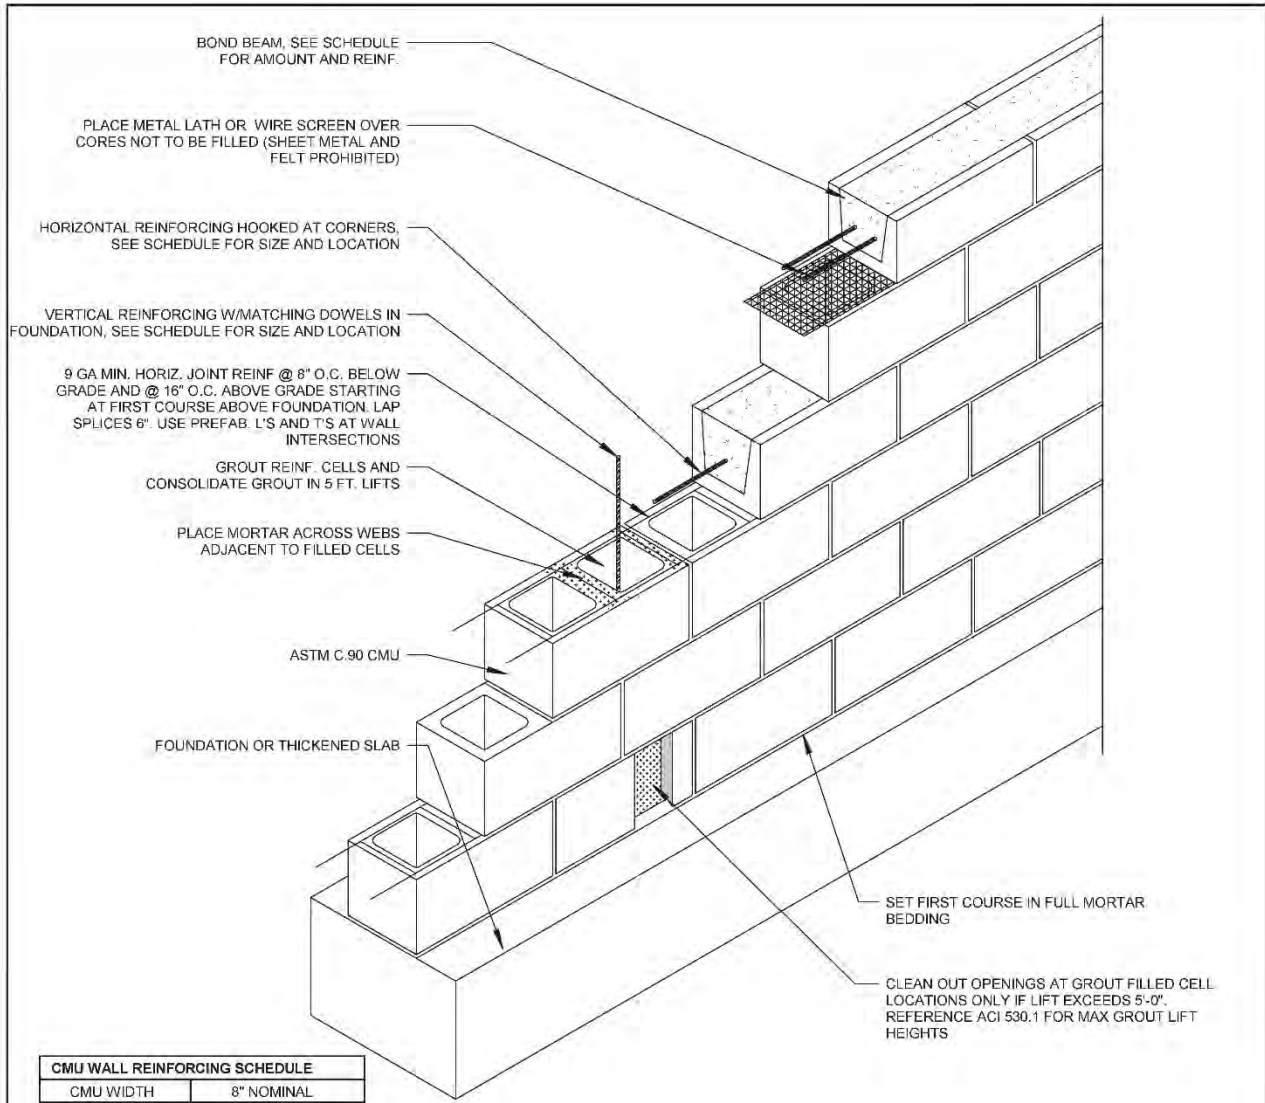 BOND BEAM, SEE SCHEDULE
FOR AMOUNT AND REINF.
PLACE METAL LATH OR WIRE SCREEN OVER
CORES NOT TO BE FILLED (SHEET METAL AND
FELT PROHIBITED)
HORIZONTAL REINFORCING HOOKED AT CORNERS,
SEE SCHEDULE FOR SIZE AND LOCATION
VERTICAL REINFORCING W/MATCHING DOWELS IN
FOUNDATION, SEE SCHEDULE FOR SIZE AND LOCATION
9 GA MIN. HORIZ. JOINT REINF @ 8" O.C. BELOW
GRADE AND @ 16" O.C. ABOVE GRADE STARTING
AT FIRST COURSE ABOVE FOUNDATION. LAP
SPLICES 6". USE PREFAB. L'S AND T'S AT WALL
INTERSECTIONS
GROUT REINF. CELLS AND
CONSOLIDATE GROUT IN 5 FT. LIFTS
PLACE MORTAR ACROSS WEBS
ADJACENT TO FILLED CELLS
ASTM C.90 CMU
FOUNDATION OR THICKENED SLAB
SET FIRST COURSE IN FULL MORTAR
BEDDING
CLEAN OUT OPENINGS AT GROUT FILLED CELL
LOCATIONS ONLY IF LIFT EXCEEDS 5'-0".
REFERENCE ACI 530.1 FOR MAX GROUT LIFT
HEIGHTS
CMU WALL REINFORCING SCHEDULE
CMU WIDTH 8" NOMINAL